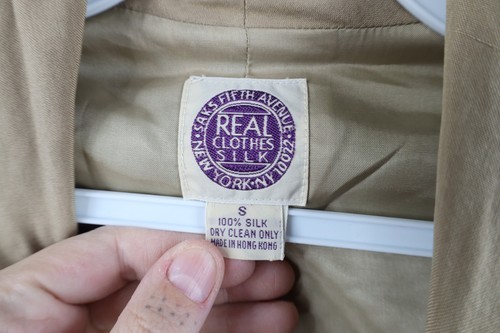 · SAKS FIFTH AVENUE ·
REAL
CLOTHES
SILK
NEW YORK · NY 10022
S
100% SILK
DRY CLEAN ONLY
MADE IN HONG KONG